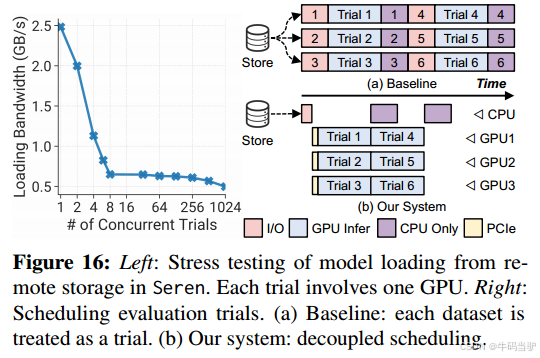 Loading Bandwidth (GB/s)
2.5
2.0
1.5
1.0
0.5
1 2 4 8 16 64 256 1024
# of Concurrent Trials
Store
1 Trial 1 1 4 Trial 4 4
2 Trial 2 2 5 Trial 5 5
3 Trial 3 3 6 Trial 6 6
(a) Baseline Time
Store
CPU
Trial 1 Trial 4 GPU1
Trial 2 Trial 5 GPU2
Trial 3 Trial 6 GPU3
(b) Our System
I/O GPU Infer CPU Only PCIe
Figure 16: Left: Stress testing of model loading from re-
mote storage in Seren. Each trial involves one GPU. Right:
Scheduling evaluation trials. (a) Baseline: each dataset is
treated as a trial. (b) Our system: decoupled scheduling.
CSDN @牛码当驴